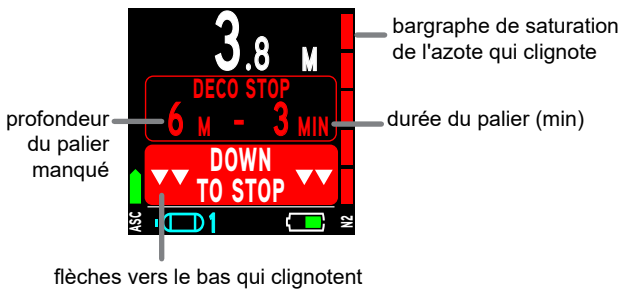 3.8 M
bargraphe de saturation
de l'azote qui clignote
DECO STOP
6 M - 3 MIN
profondeur
du palier
manqué
durée du palier (min)
DOWN
TO STOP
ASC
1
N2
flèches vers le bas qui clignotent